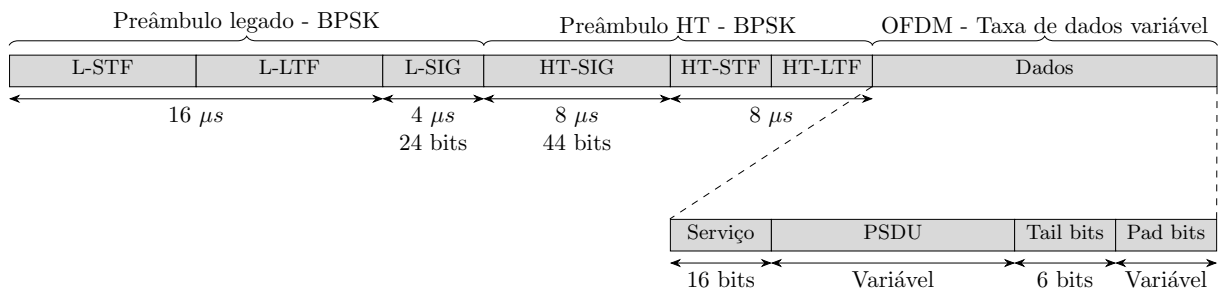 Preâmbulo legado - BPSK Preâmbulo HT - BPSK OFDM - Taxa de dados variável
L-STF L-LTF L-SIG HT-SIG HT-STF HT-LTF Dados
16 μs 4 μs 8 μs 8 μs
24 bits 44 bits
Serviço PSDU Tail bits Pad bits
16 bits Variável 6 bits Variável